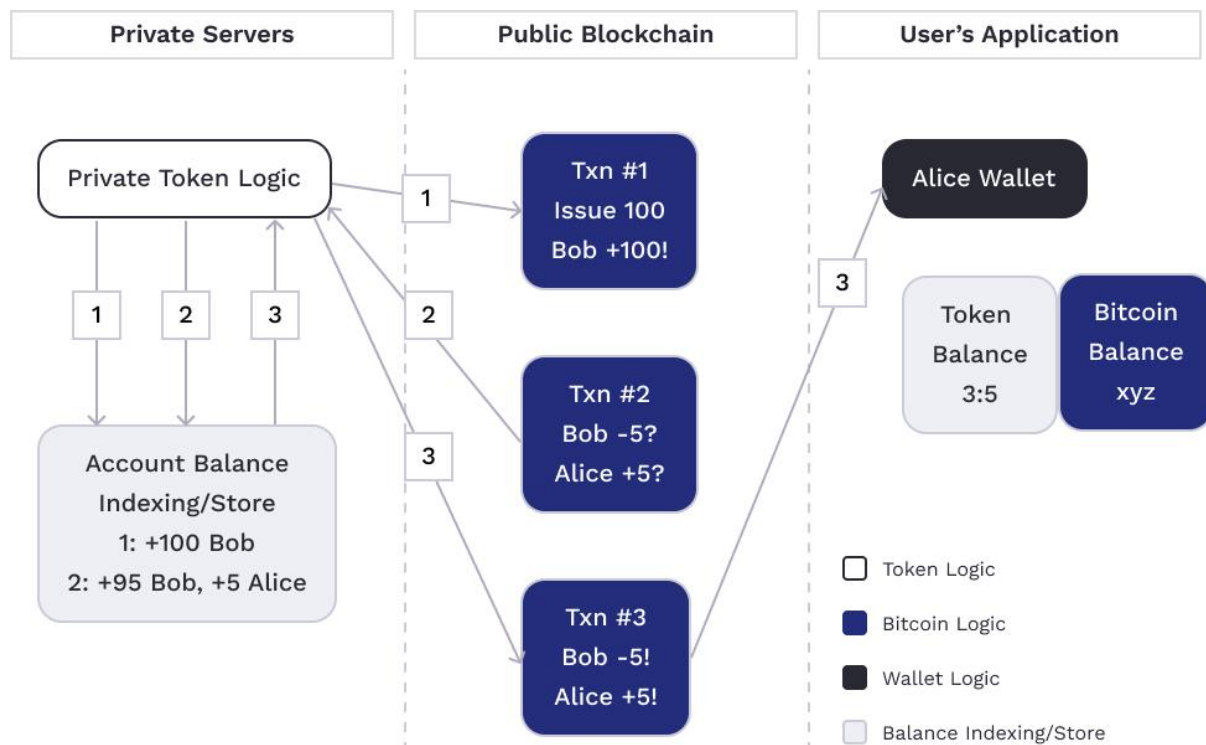 Private Servers
Public Blockchain
User's Application
Private Token Logic
1
2
3
Account Balance
Indexing/Store
1: +100 Bob
2: +95 Bob, +5 Alice
1
2
3
Txn #1
Issue 100
Bob +100!
Txn #2
Bob -5?
Alice +5?
Txn #3
Bob -5!
Alice +5!
3
Alice Wallet
Token
Balance
3:5
Bitcoin
Balance
xyz
Token Logic
Bitcoin Logic
Wallet Logic
Balance Indexing/Store